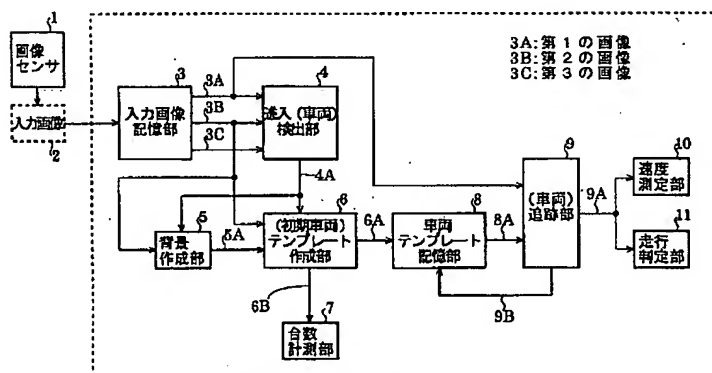 1
画像
センサ
入力画像
2
3
入力画像
記憶部
3A
3B
3C
4
進入(車両)
検出部
4A
3A:第1の画像
3B:第2の画像
3C:第3の画像
5
背景
作成部
5A
6
(初期車両)
テンプレート
作成部
6A
6B
7
台数
計測部
8
車両
テンプレート
記憶部
8A
9
(車両)
追跡部
9A
9B
10
速度
測定部
11
走行
判定部